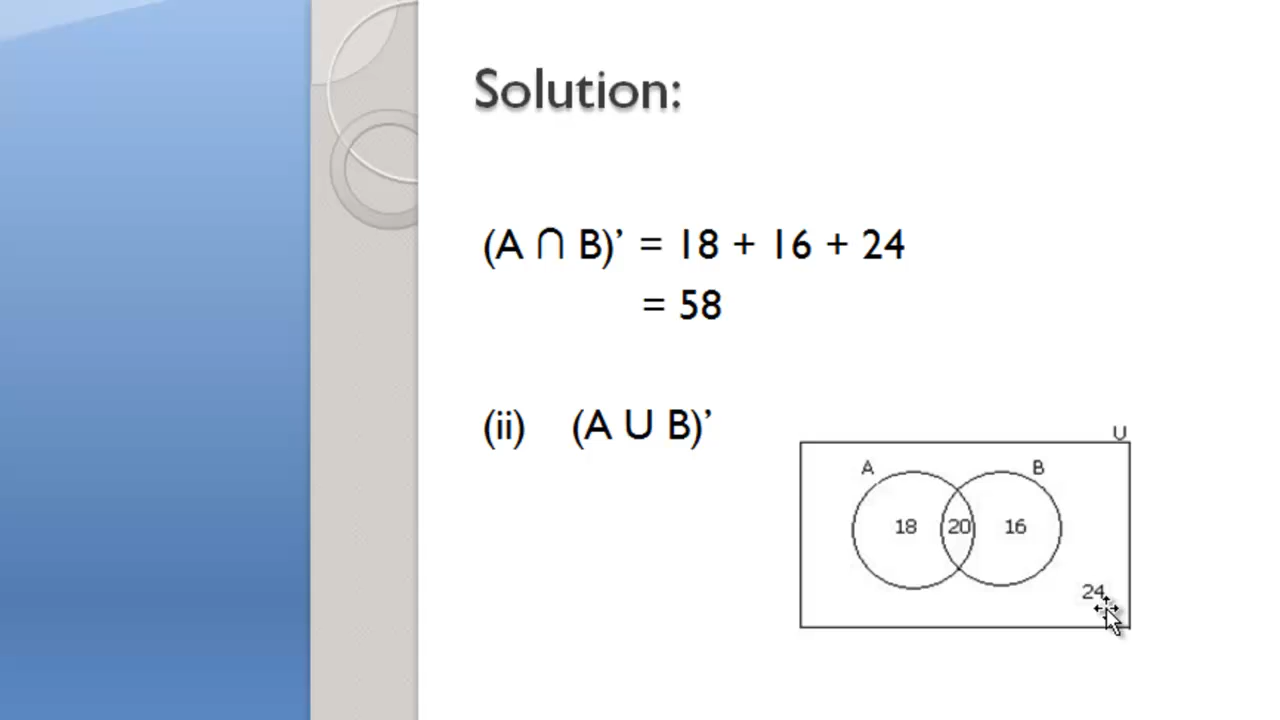 Solution:
(A ∩ B)’ = 18 + 16 + 24
= 58
(ii) (A ∪ B)’
U
A B
18 20 16
24